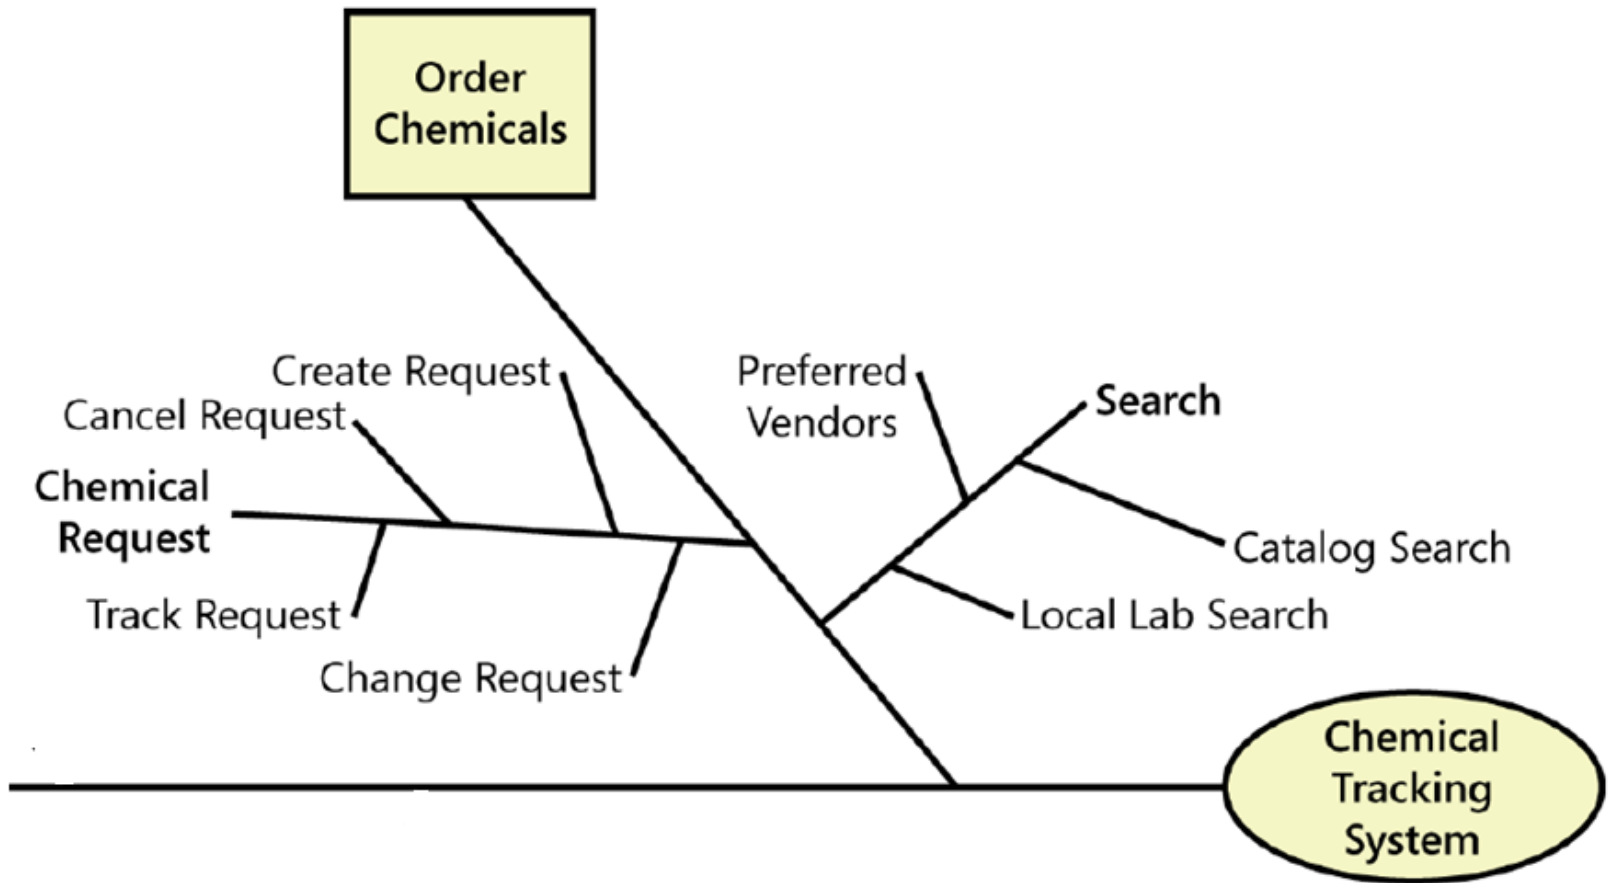 Order
Chemicals
Create Request
Cancel Request
Chemical
Request
Track Request
Change Request
Preferred
Vendors
Search
Catalog Search
Local Lab Search
Chemical
Tracking
System